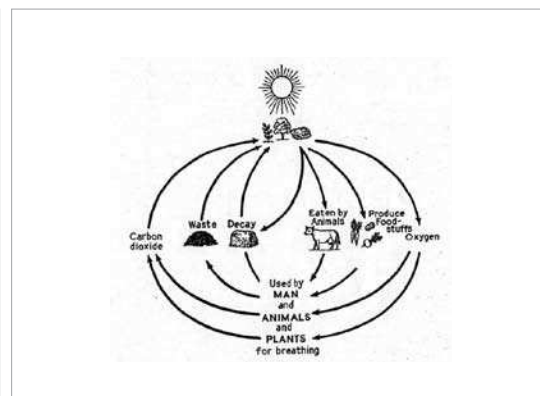 Carbon
dioxide
Waste
Decay
Eaten by
Animals
Produce
Food-
stuffs
Oxygen
Used by
MAN
and
ANIMALS
and
PLANTS
for breathing